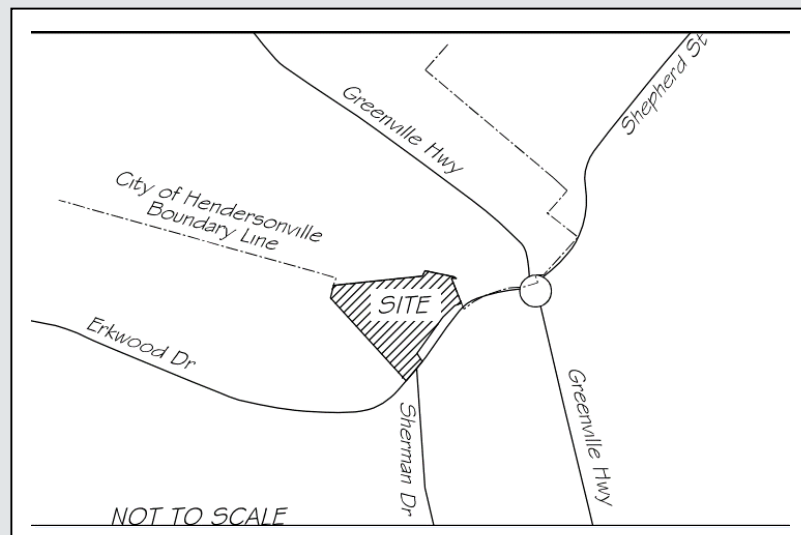 Shepherd St
Greenville Hwy
City of Hendersonville
Boundary Line
SITE
Erkwood Dr
Sherman Dr
Greenville Hwy
NOT TO SCALE